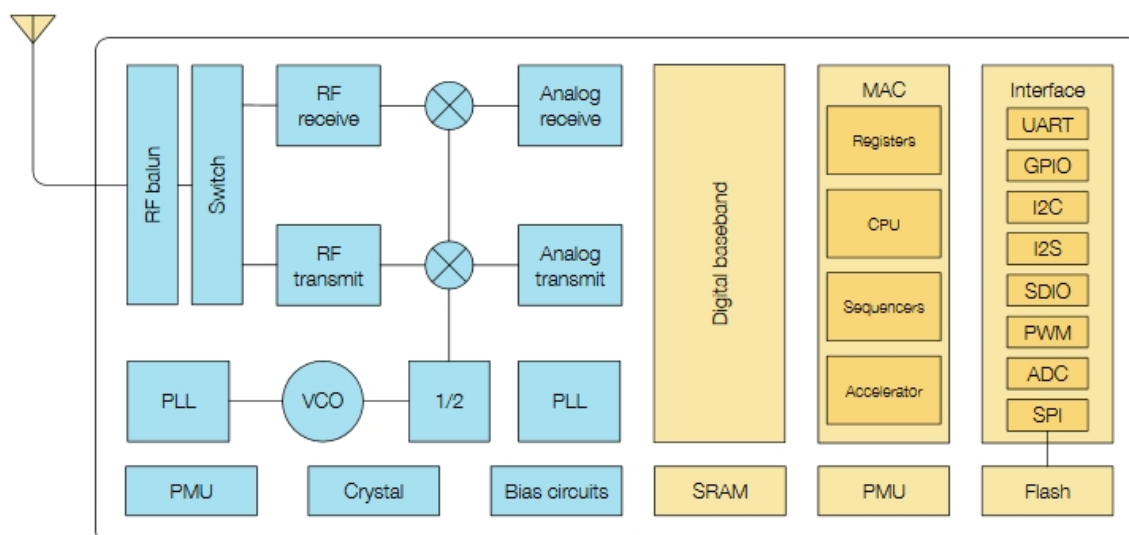 RF balun
Switch
RF
receive
Analog
receive
RF
transmit
Analog
transmit
PLL
VCO
1/2
PLL
PMU
Crystal
Bias circuits
Digital baseband
SRAM
MAC
Registers
CPU
Sequencers
Accelerator
PMU
Interface
UART
GPIO
I2C
I2S
SDIO
PWM
ADC
SPI
Flash